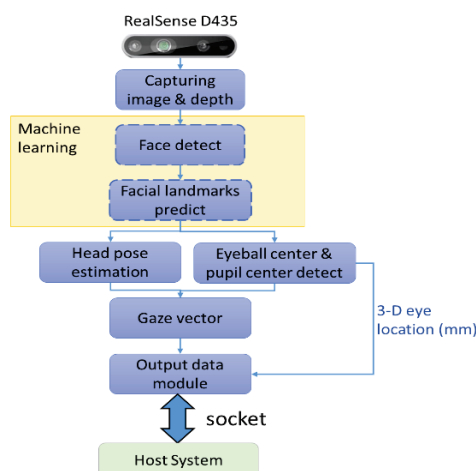 RealSense D435
Capturing
image & depth
Machine
learning
Face detect
Facial landmarks
predict
Head pose
estimation
Eyeball center &
pupil center detect
3-D eye
location (mm)
Gaze vector
Output data
module
socket
Host System